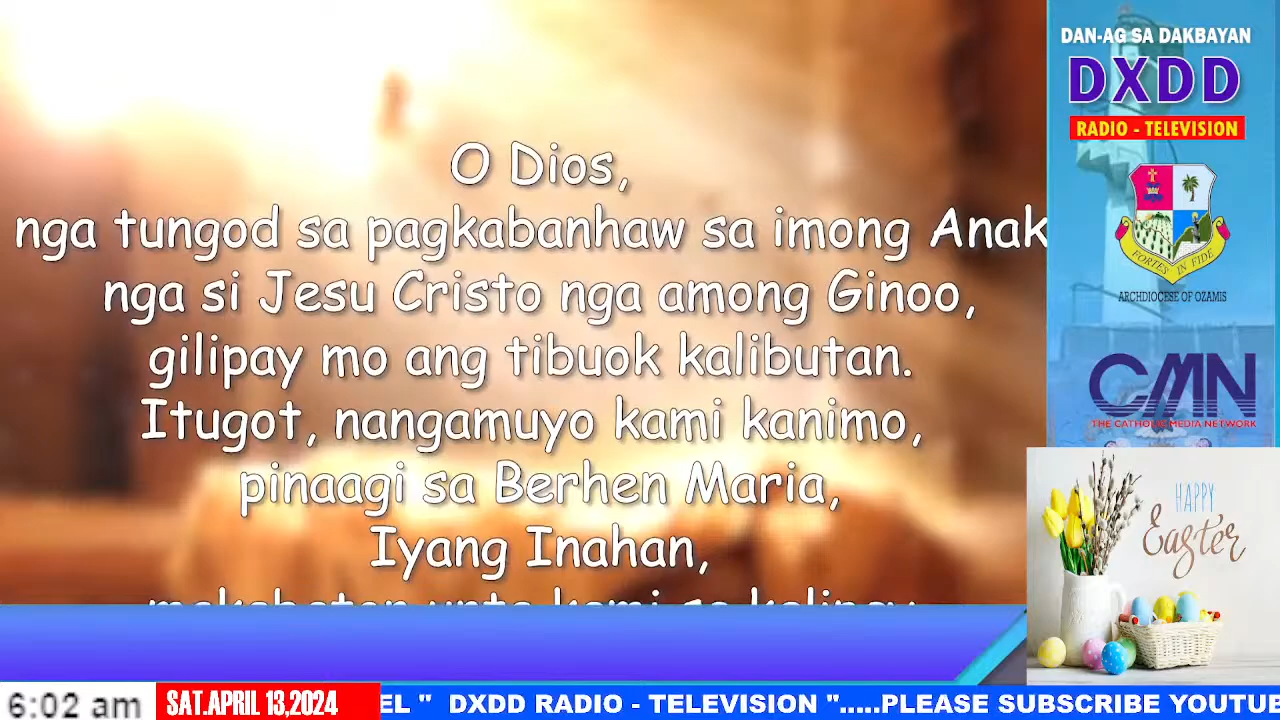 O Dios,
nga tungod sa pagkabanhaw sa imong Anak
nga si Jesu Cristo nga among Ginoo,
gilipay mo ang tibuok kalibutan.
Itugot, nangamuyo kami kanimo,
pinaagi sa Berhen Maria,
Iyang Inahan,
DAN-AG SA DAKBAYAN
DXDD
RADIO - TELEVISION
FORTES IN FIDE
ARCHDIOCESE OF OZAMIS
CMN
THE CATHOLIC MEDIA NETWORK
HAPPY
Easter
6:02 am
SAT.APRIL 13,2024
EL " DXDD RADIO - TELEVISION ".....PLEASE SUBSCRIBE YOUTUBE